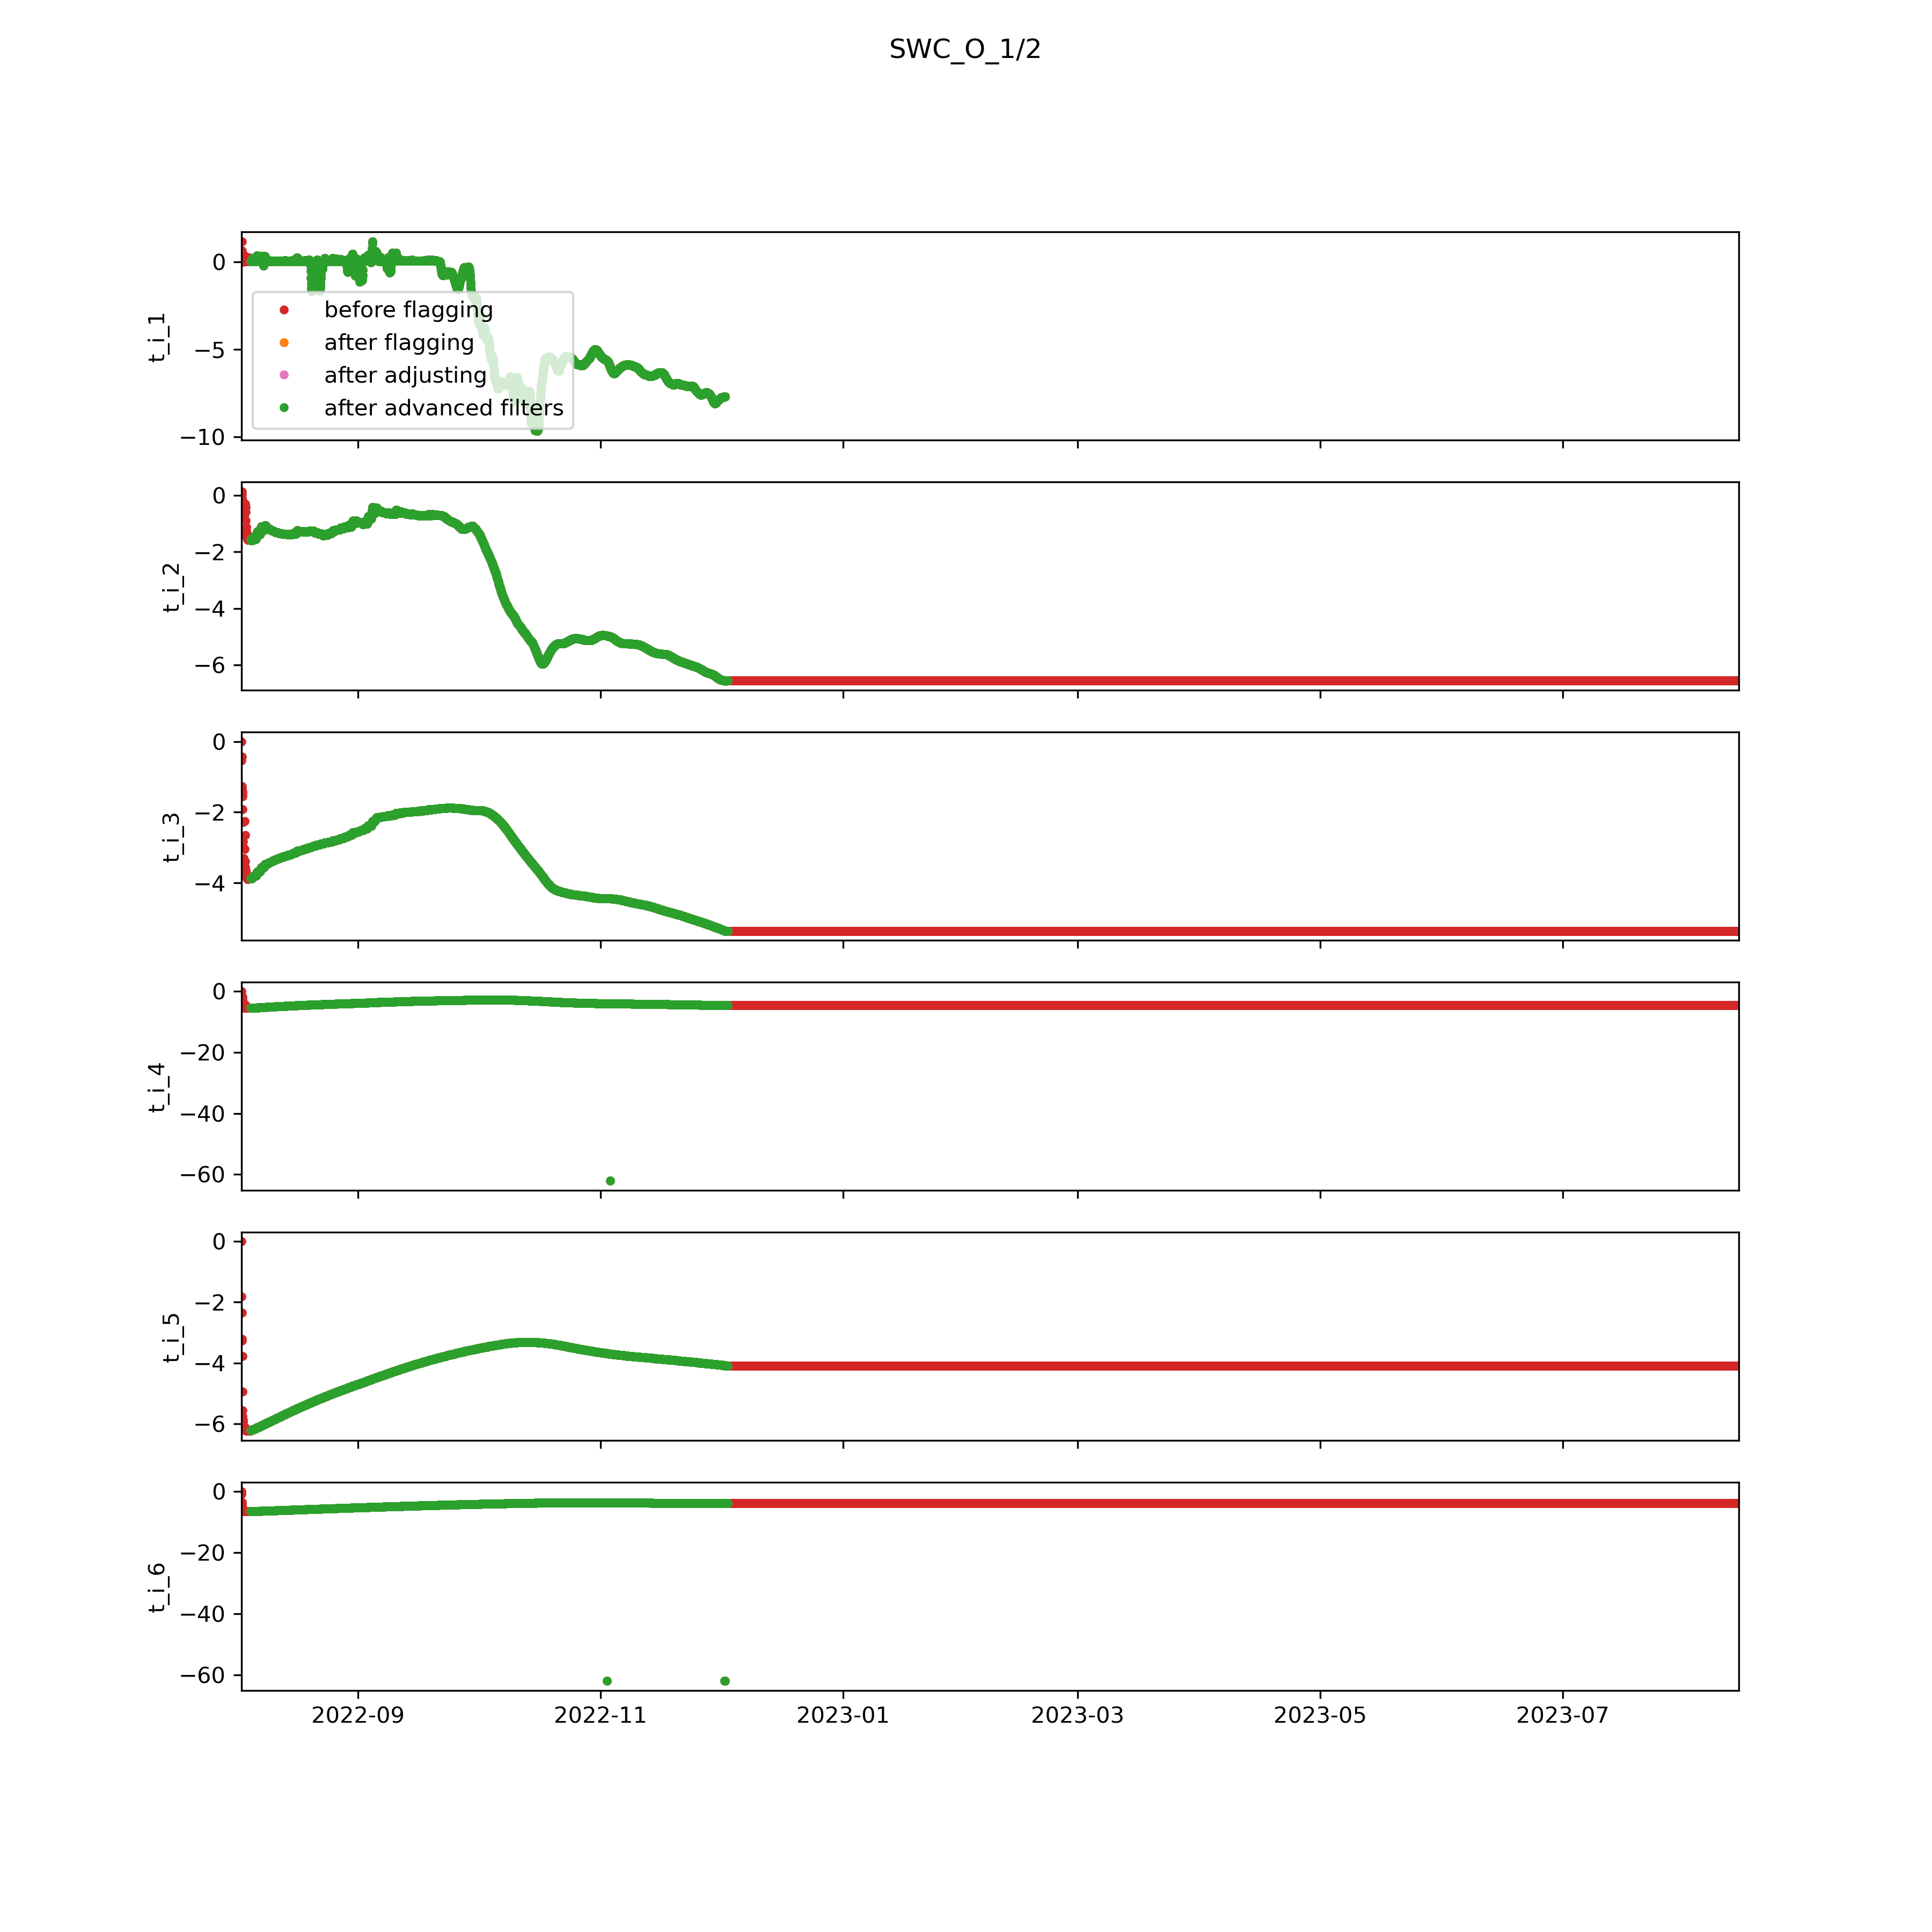 SWC_O_1/2
t_i_1
0
−5
−10
before flagging
after flagging
after adjusting
after advanced filters
t_i_2
0
−2
−4
−6
t_i_3
0
−2
−4
t_i_4
0
−20
−40
−60
t_i_5
0
−2
−4
−6
t_i_6
0
−20
−40
−60
2022-09 2022-11 2023-01 2023-03 2023-05 2023-07